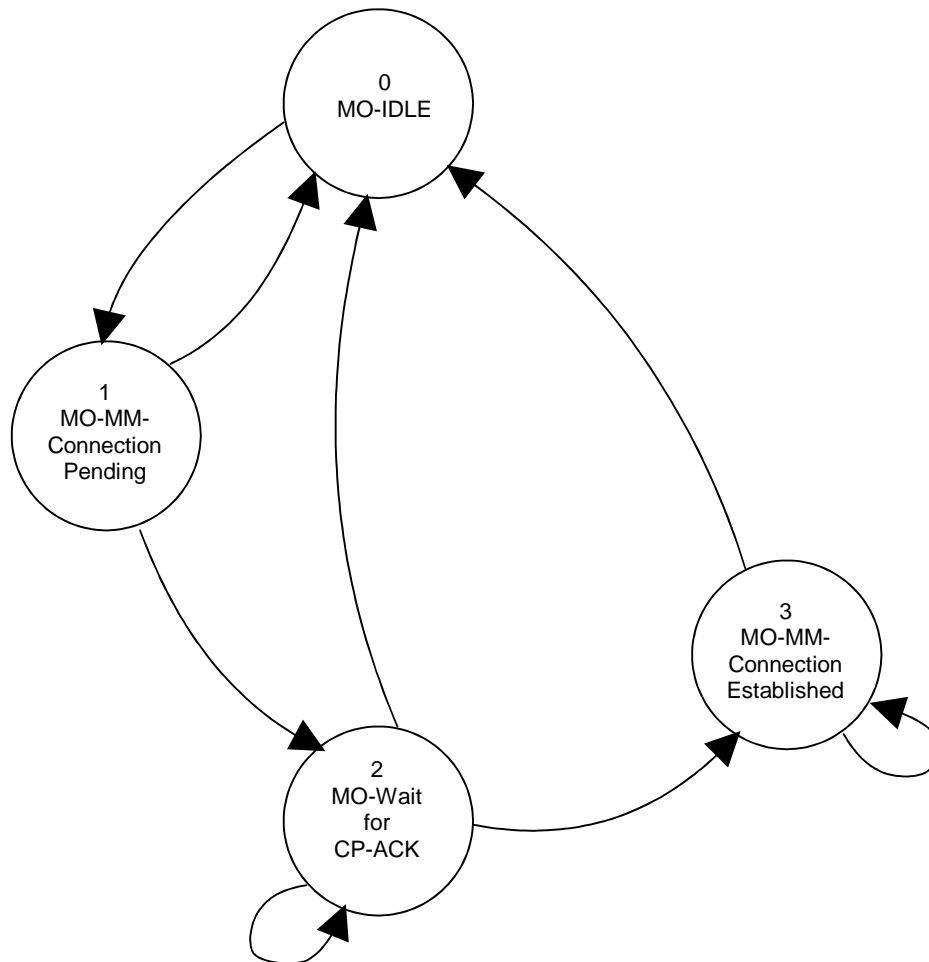 0
MO-IDLE
1
MO-MM-
Connection
Pending
3
MO-MM-
Connection
Established
2
MO-Wait
for
CP-ACK